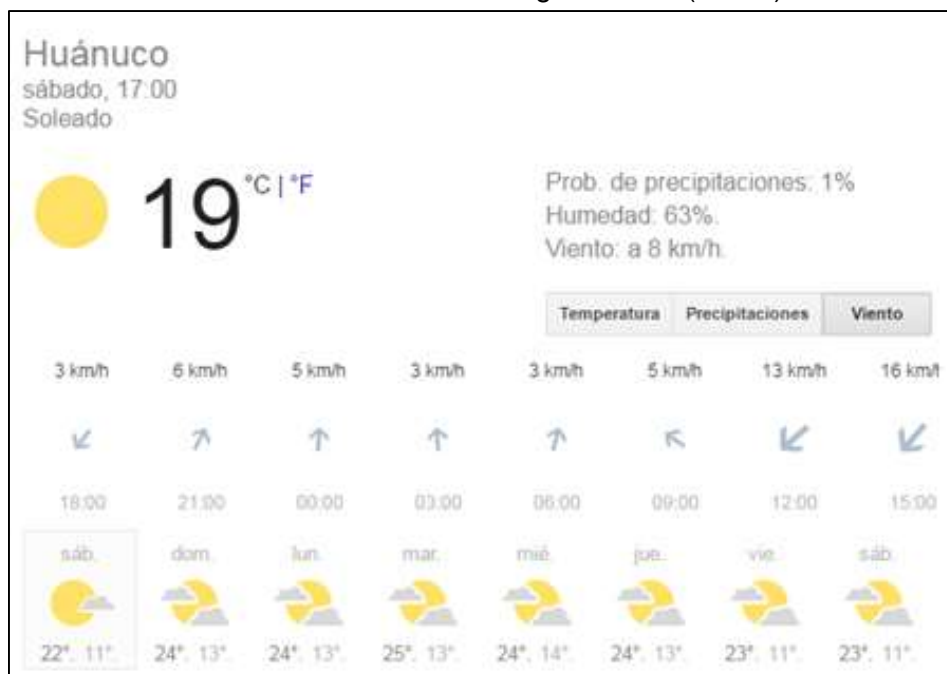 Huánuco
sábado, 17:00
Soleado
19 °C | °F
Prob. de precipitaciones: 1%
Humedad: 63%.
Viento: a 8 km/h.
Temperatura Precipitaciones Viento
3 km/h 6 km/h 5 km/h 3 km/h 3 km/h 5 km/h 13 km/h 16 km/
18:00 21:00 00:00 03:00 06:00 09:00 12:00 15:00
sáb. dom. lun. mar. mié. jue. vie. sáb.
22°. 11°. 24°. 13°. 24°. 13°. 25°. 13°. 24°. 14°. 24°. 13°. 23°. 11°. 23°. 11°.